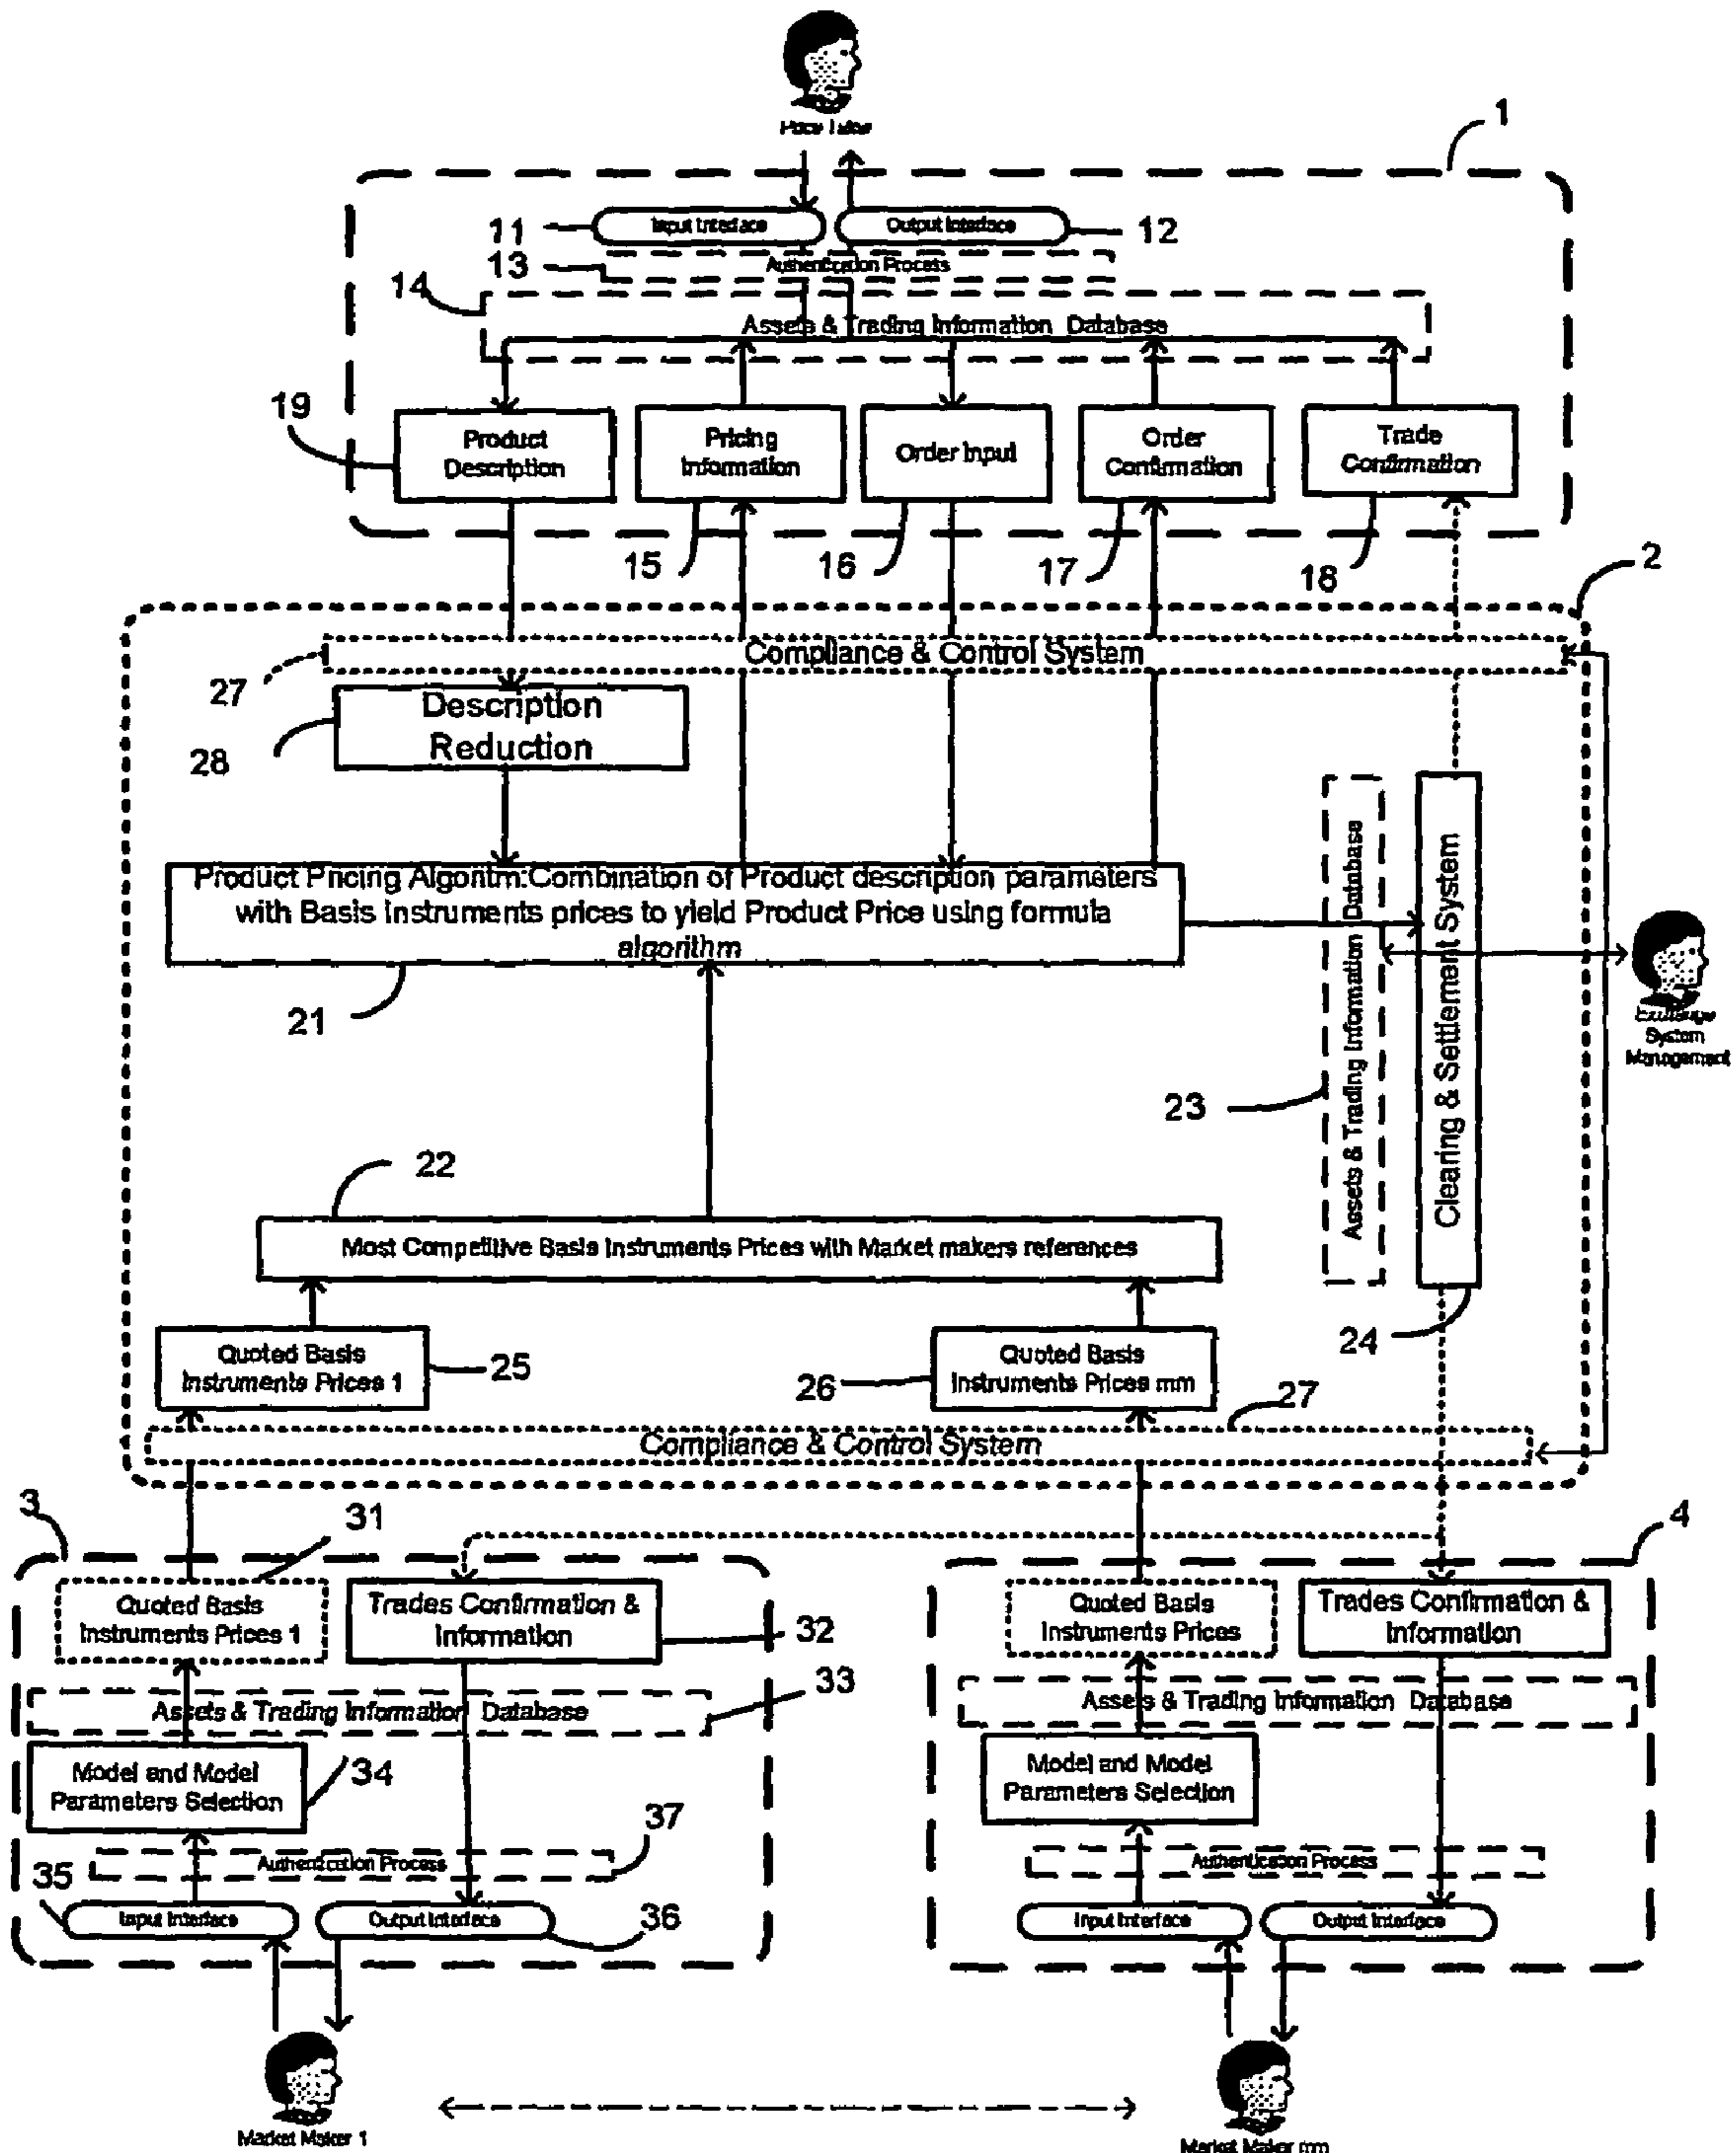 Price Taker
1
11
Input Interface
Output Interface
12
13
Authentication Process
14
Assets & Trading Information Database
19
Product
Description
Pricing
Information
Order Input
Order
Confirmation
Trade
Confirmation
15
16
17
18
2
Compliance & Control System
27
Description
Reduction
28
Product Pricing Algoritm:Combination of Product description parameters
with Basis Instruments prices to yield Product Price using formula
algorithm
21
Assets & Trading Information Database
Clearing & Settlement System
Exchange
System
Management
23
22
Most Competitive Basis Instruments Prices with Market makers references
24
Quoted Basis
Instruments Prices 1
25
26
Quoted Basis
Instruments Prices mm
27
Compliance & Control System
3
31
4
Quoted Basis
Instruments Prices 1
Trades Confirmation &
Information
32
Quoted Basis
Instruments Prices
Trades Confirmation &
Information
33
Assets & Trading Information Database
Assets & Trading Information Database
Model and Model
Parameters Selection
34
Model and Model
Parameters Selection
37
Authentication Process
Authentication Process
35
Input Interface
Output Interface
36
Input Interface
Output Interface
Market Maker 1
Market Maker mm